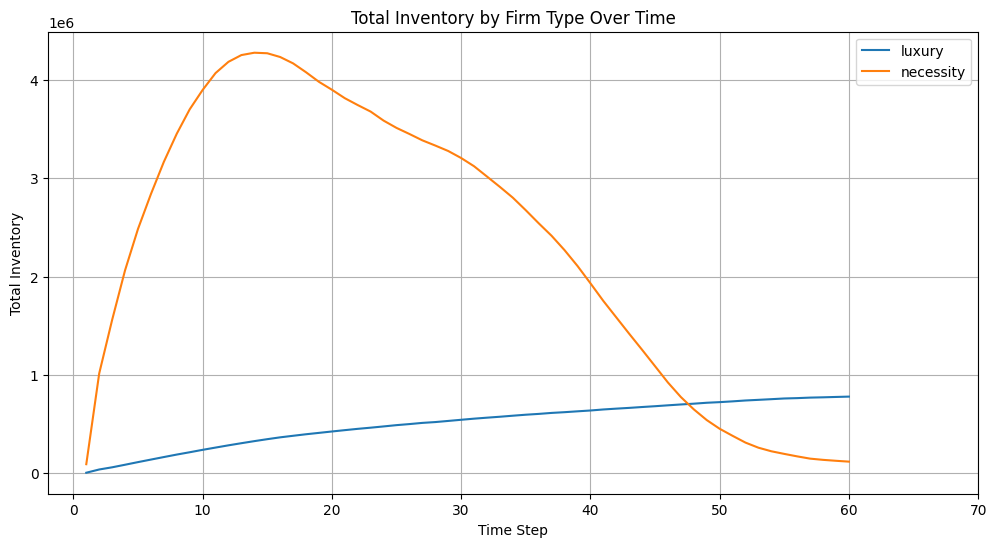 Total Inventory by Firm Type Over Time
1e6
luxury
necessity
4
3
2
1
0
Total Inventory
0 10 20 30 40 50 60 70
Time Step